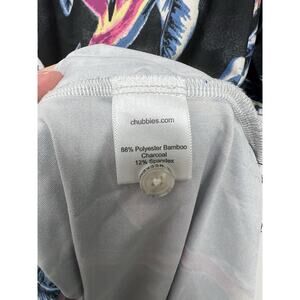 chubbies.com
88% Polyester Bamboo
Charcoal
12% Spandex